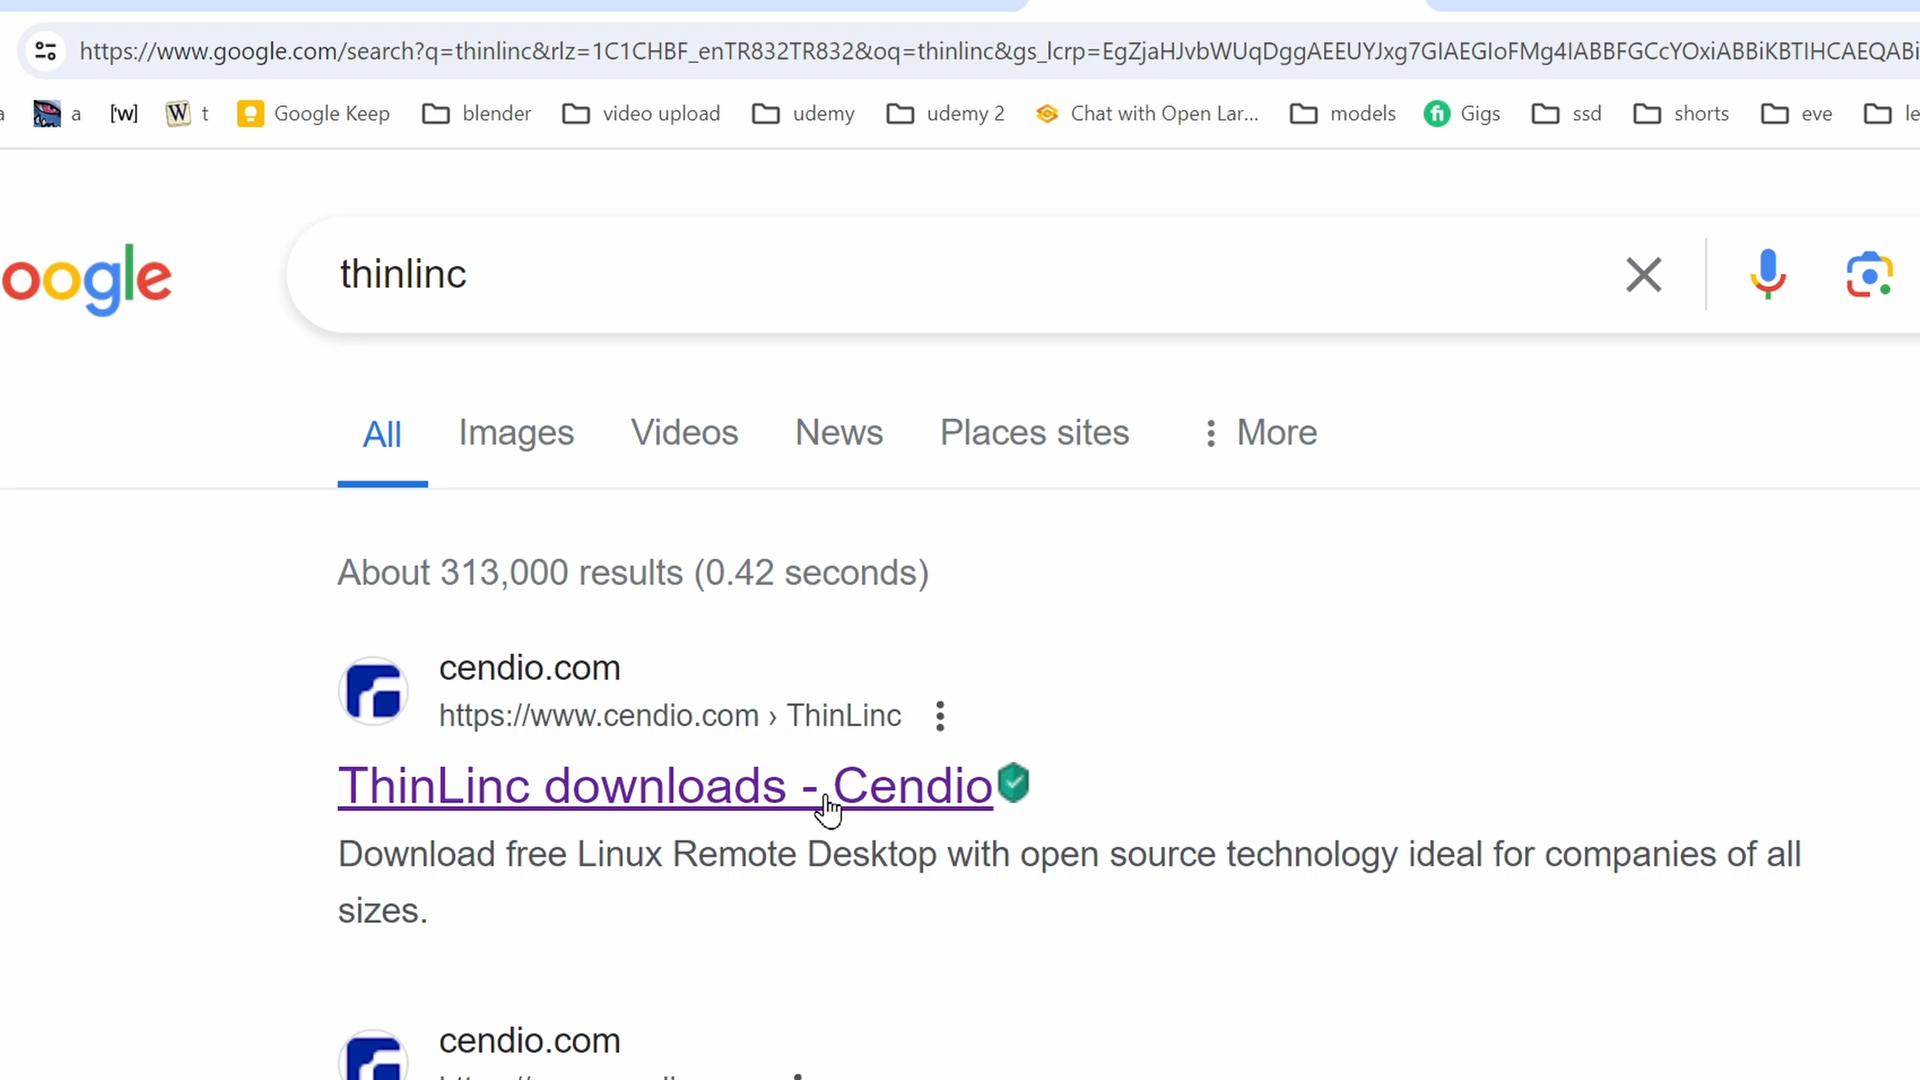 https://www.google.com/search?q=thinlinc&rlz=1C1CHBF_enTR832TR832&oq=thinlinc&gs_lcrp=EgZjaHJvbWUqDggAEEUYJxg7GIAEGIoFMg4IABBFGCcYOxiABBiKBTIHCAEQABi
a a ['w] W t Google Keep blender video upload udemy udemy 2 Chat with Open Lar... models fi Gigs ssd shorts eve le
oogle
thinlinc
All Images Videos News Places sites More
About 313,000 results (0.42 seconds)
cendio.com
https://www.cendio.com › ThinLinc
ThinLinc downloads - Cendio
Download free Linux Remote Desktop with open source technology ideal for companies of all
sizes.
cendio.com